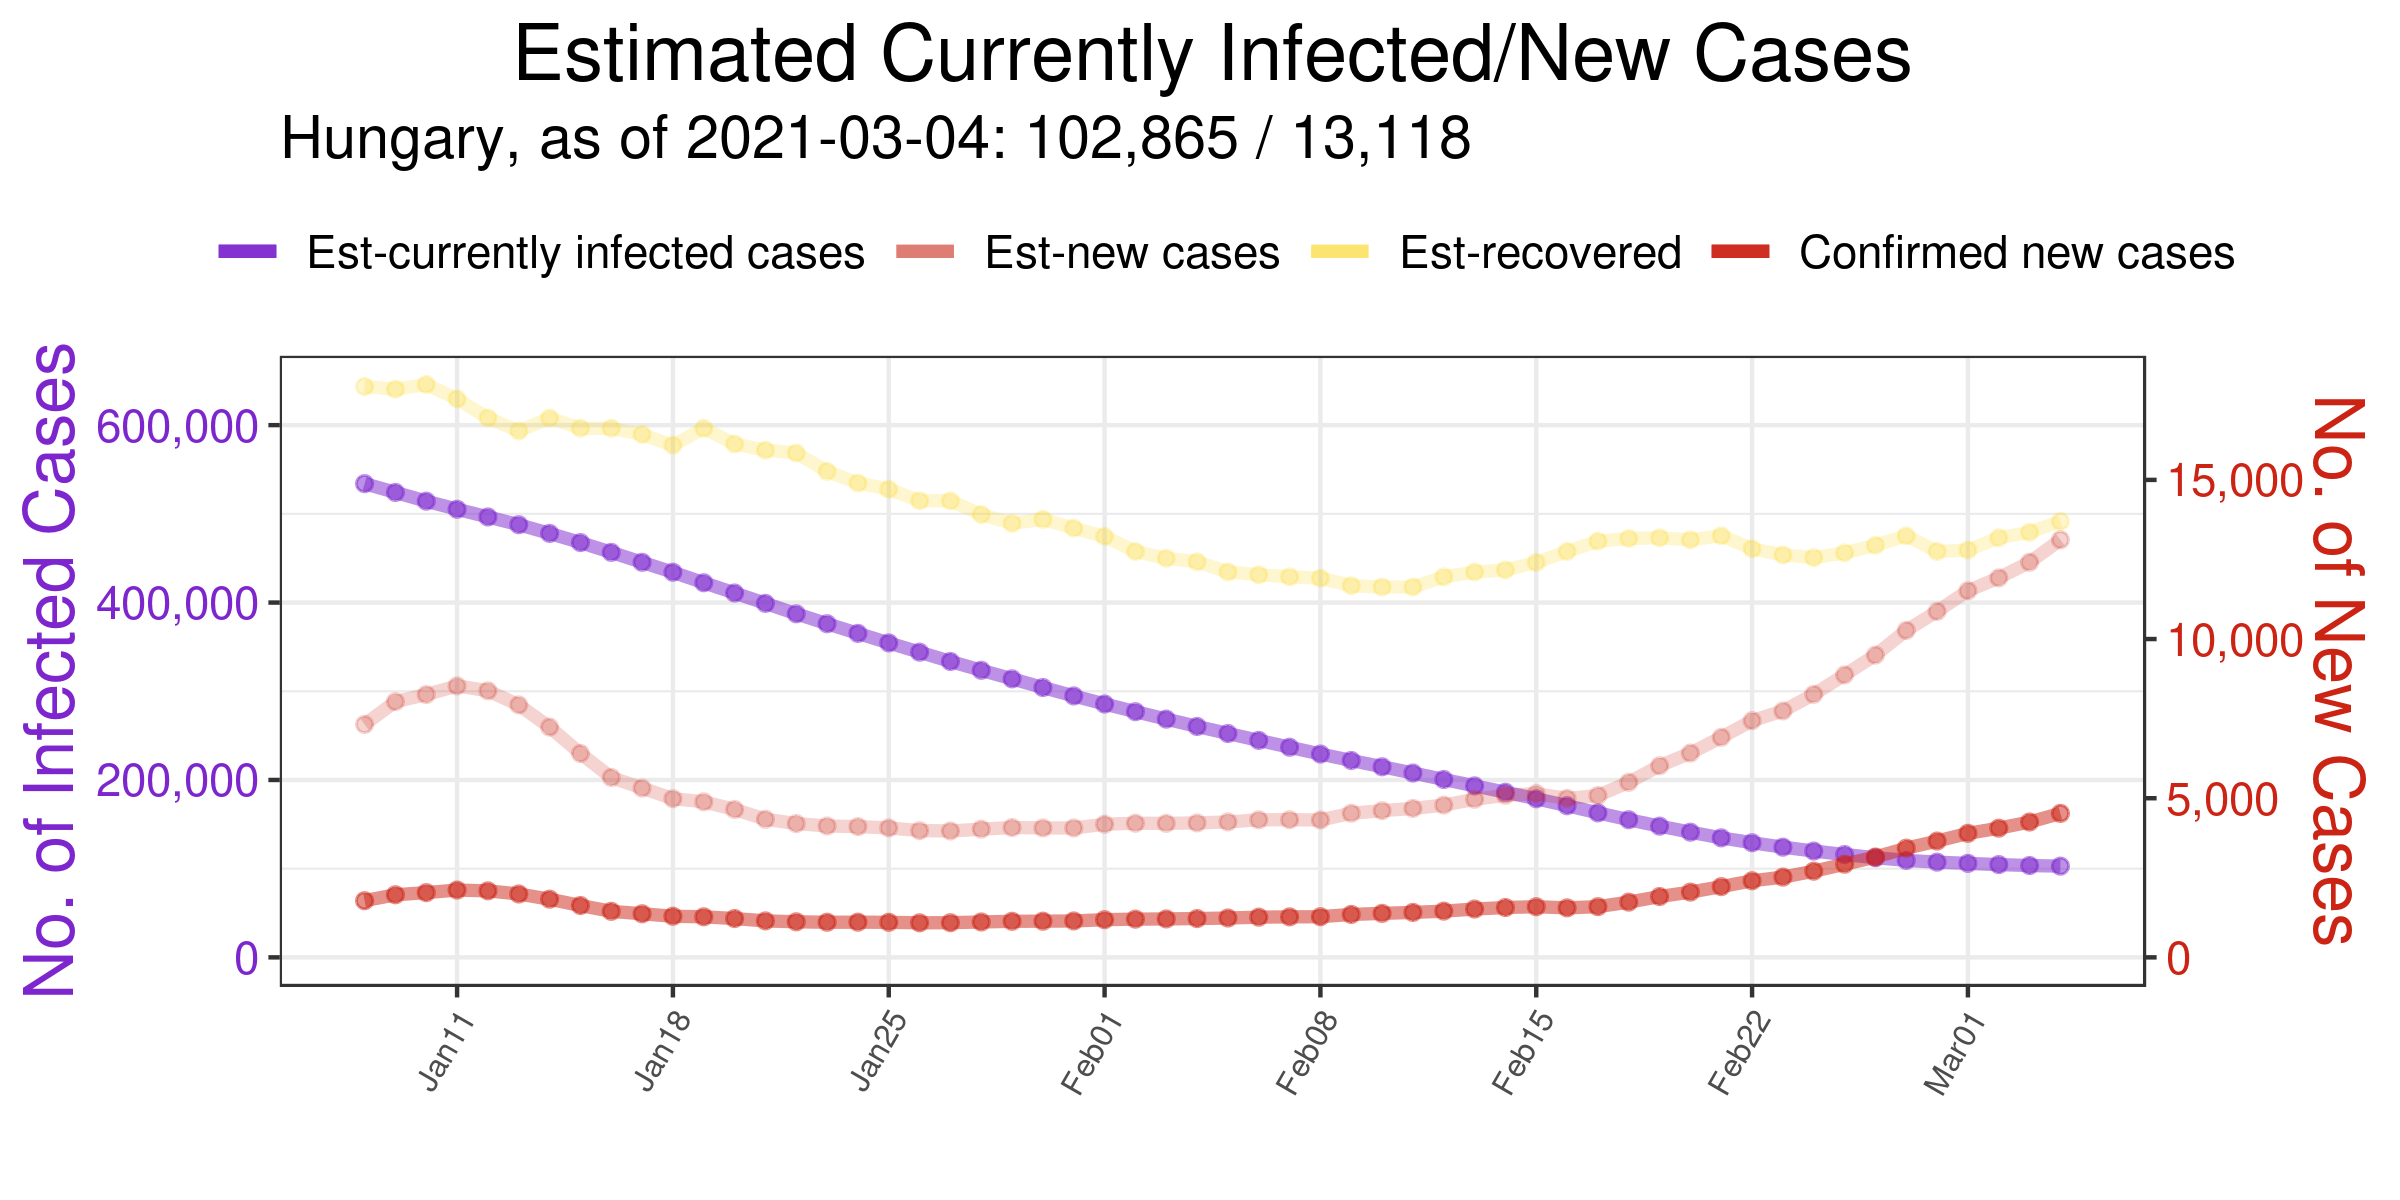 Estimated Currently Infected/New Cases
Hungary, as of 2021-03-04: 102,865 / 13,118
Est-currently infected cases
Est-new cases
Est-recovered
Confirmed new cases
No. of Infected Cases
600,000
400,000
200,000
0
15,000
10,000
5,000
0
No. of New Cases
Jan11
Jan18
Jan25
Feb01
Feb08
Feb15
Feb22
Mar01